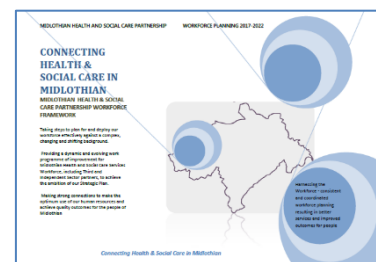 MIDLOTHIAN HEALTH AND SOCIAL CARE PARTNERSHIP WORKFORCE PLANNING 2017-2022
CONNECTING
HEALTH &
SOCIAL CARE IN
MIDLOTHIAN
MIDLOTHIAN HEALTH & SOCIAL
CARE PARTNERSHIP WORKFORCE
FRAMEWORK
Taking steps to plan for and deploy our
workforce effectively against a complex,
changing and shifting background.
Providing a dynamic and evolving work
programme of improvement for
Midlothian Health and Social Care Services
Workforce, including Third and
Independent Sector partners, to achieve
the ambition of our Strategic Plan.
Making strong connections to make the
optimum use of our human resources and
achieve quality outcomes for the people of
Midlothian
Harnessing the
Workforce - consistent
and coordinated
workforce planning
resulting in better
services and improved
outcomes for people
Connecting Health & Social Care in Midlothian